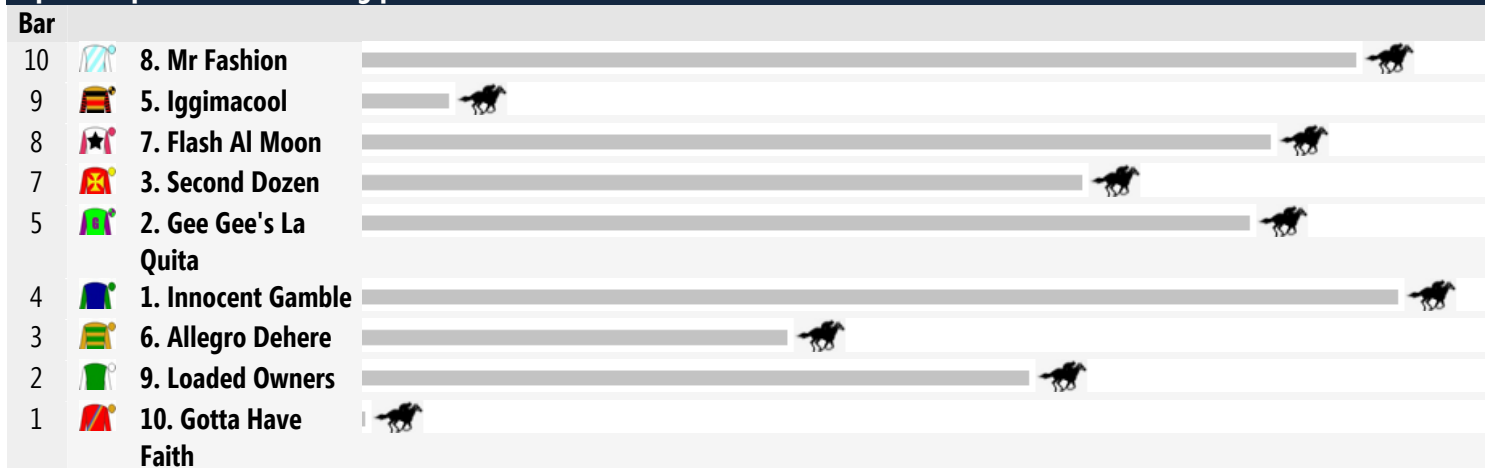 Bar
10 8. Mr Fashion
9 5. Iggimacool
8 7. Flash Al Moon
7 3. Second Dozen
5 2. Gee Gee's La
Quita
4 1. Innocent Gamble
3 6. Allegro Dehere
2 9. Loaded Owners
1 10. Gotta Have
Faith